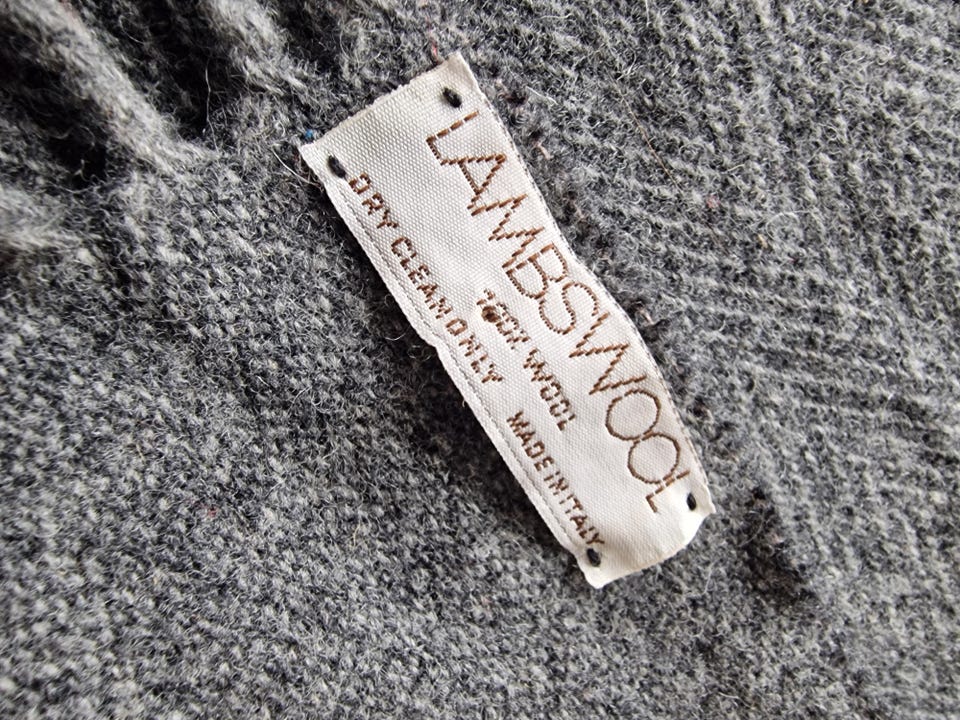 LAMBSWOOL
100% WOOL
DRY CLEAN ONLY MADE IN ITALY